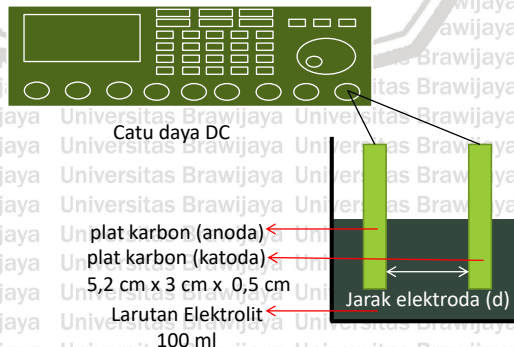 Catu daya DC
plat karbon (anoda)
plat karbon (katoda)
5,2 cm x 3 cm x 0,5 cm
Jarak elektroda (d)
Larutan Elektrolit
100 ml